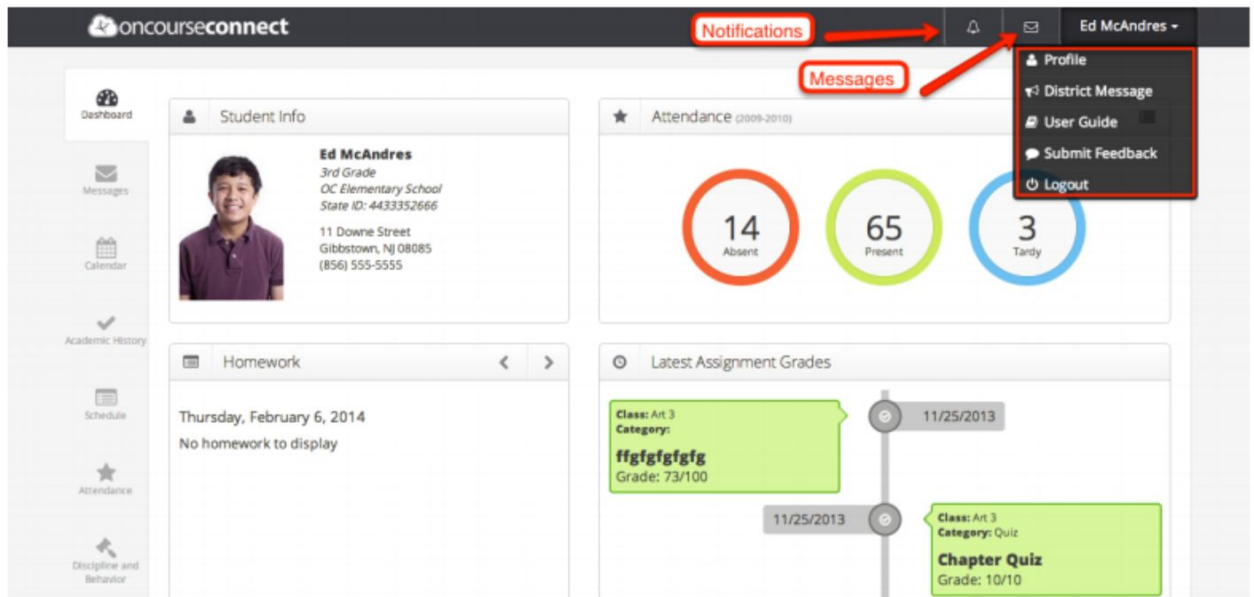 oncourseconnect
Notifications
Ed McAndres
Messages
Profile
District Message
User Guide
Submit Feedback
Logout
Dashboard
Messages
Calendar
Academic History
Schedule
Attendance
Discipline and
Behavior
Student Info
Ed McAndres
3rd Grade
OC Elementary School
State ID: 4433352666
11 Downe Street
Gibbstown, NJ 08085
(856) 555-5555
Attendance (2009-2010)
14
Absent
65
Present
3
Tardy
Homework
Thursday, February 6, 2014
No homework to display
Latest Assignment Grades
Class: Art 3
Category:
ffgfgfgfgfg
Grade: 73/100
11/25/2013
11/25/2013
Class: Art 3
Category: Quiz
Chapter Quiz
Grade: 10/10